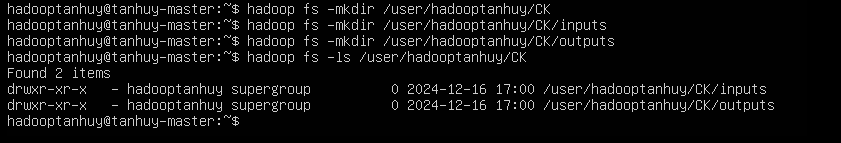 hadooptanhuy@tanhuy-master:~$ hadoop fs -mkdir /user/hadooptanhuy/CK
hadooptanhuy@tanhuy-master:~$ hadoop fs -mkdir /user/hadooptanhuy/CK/inputs
hadooptanhuy@tanhuy-master:~$ hadoop fs -mkdir /user/hadooptanhuy/CK/outputs
hadooptanhuy@tanhuy-master:~$ hadoop fs -ls /user/hadooptanhuy/CK
Found 2 items
drwxr-xr-x   - hadooptanhuy supergroup          0 2024-12-16 17:00 /user/hadooptanhuy/CK/inputs
drwxr-xr-x   - hadooptanhuy supergroup          0 2024-12-16 17:00 /user/hadooptanhuy/CK/outputs
hadooptanhuy@tanhuy-master:~$